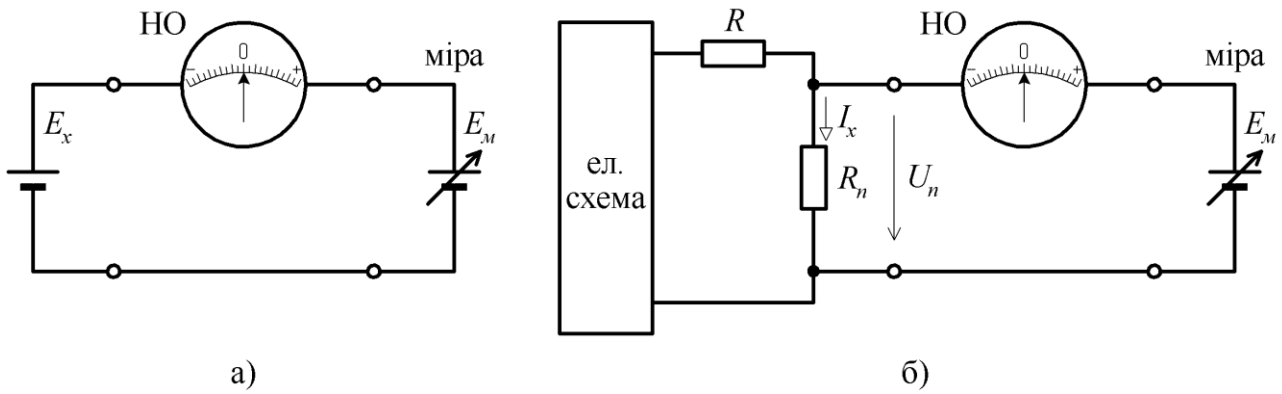 НО
0
− +
міра
E_x
E_м
а)
ел.
схема
R
I_x
R_п
U_п
НО
0
− +
міра
E_м
б)